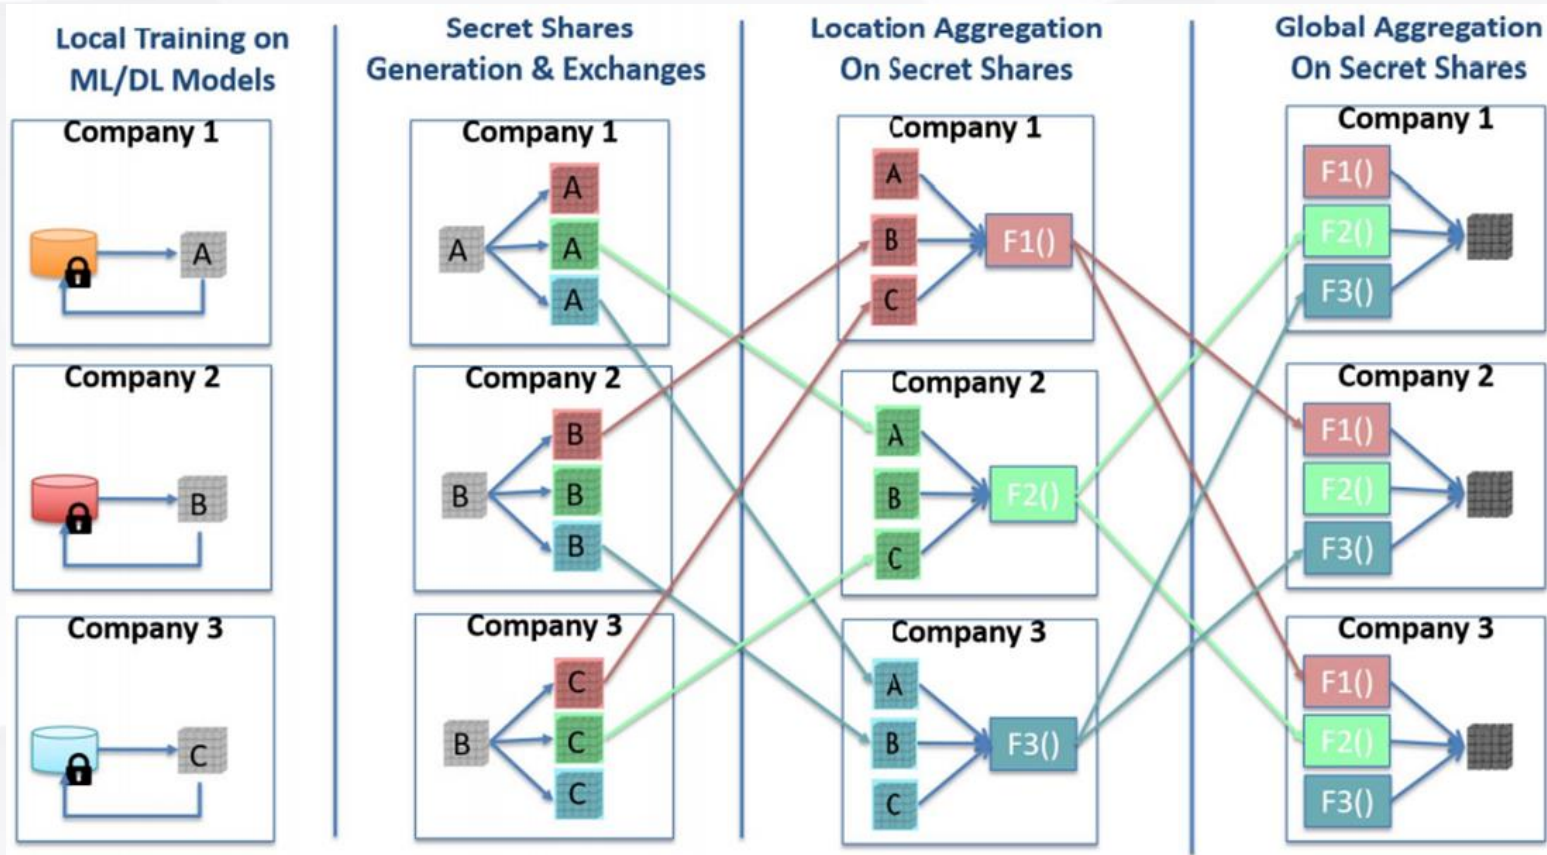 Local Training on
ML/DL Models
Company 1
A
Company 2
B
Company 3
C
Secret Shares
Generation & Exchanges
Company 1
A
A
A
A
Company 2
B
B
B
B
Company 3
C
B
C
C
Location Aggregation
On Secret Shares
Company 1
A
B
F1()
C
Company 2
A
B
F2()
C
Company 3
A
B
F3()
C
Global Aggregation
On Secret Shares
Company 1
F1()
F2()
F3()
Company 2
F1()
F2()
F3()
Company 3
F1()
F2()
F3()